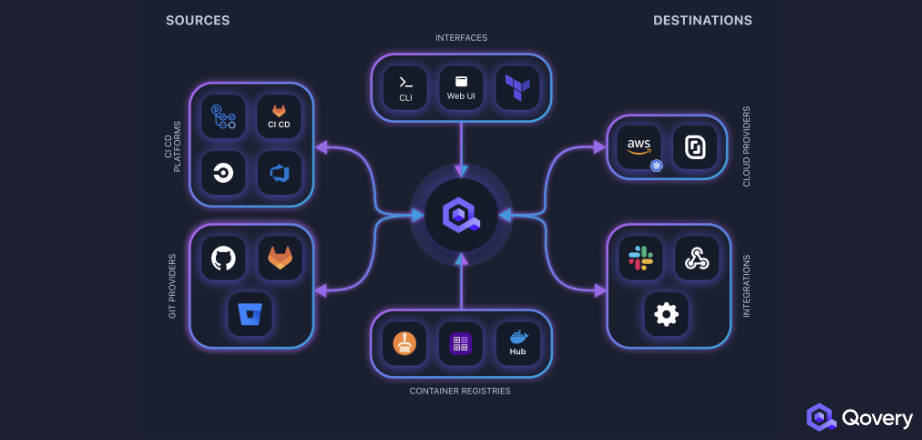 SOURCES
DESTINATIONS
INTERFACES
CLI
Web UI
CI CD
PLATFORMS
CI CD
aws
CLOUD PROVIDERS
GIT PROVIDERS
INTEGRATIONS
Hub
CONTAINER REGISTRIES
Qovery